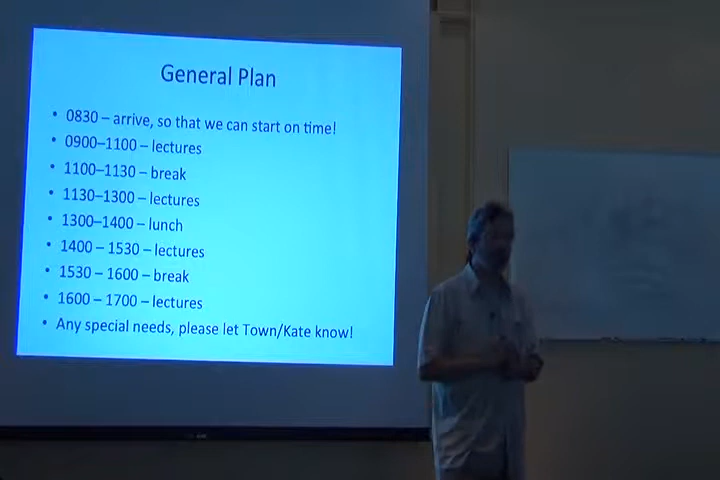 General Plan
• 0830 – arrive, so that we can start on time!
• 0900–1100 – lectures
• 1100–1130 – break
• 1130–1300 – lectures
• 1300–1400 – lunch
• 1400 – 1530 – lectures
• 1530 – 1600 – break
• 1600 – 1700 – lectures
• Any special needs, please let Town/Kate know!